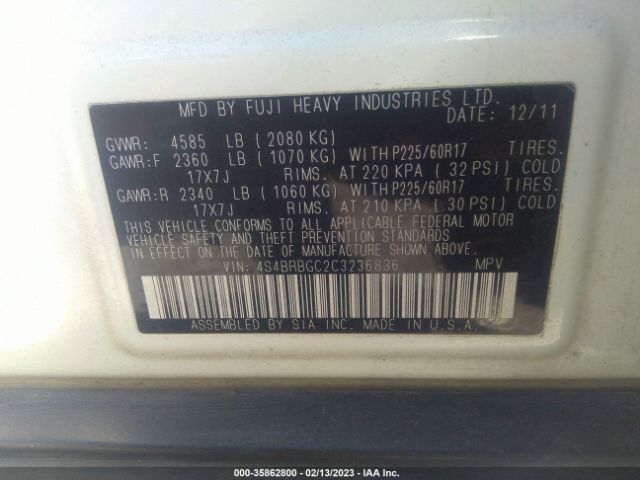 MFD BY FUJI HEAVY INDUSTRIES LTD.
DATE: 12/11
GVWR: 4585 LB (2080 KG)
GAWR:F 2360 LB (1070 KG) WITH P225/60R17 TIRES.
17X7J RIMS. AT 220 KPA (32 PSI) COLD
GAWR:R 2340 LB (1060 KG) WITH P225/60R17 TIRES.
17X7J RIMS. AT 210 KPA (30 PSI) COLD
THIS VEHICLE CONFORMS TO ALL APPLICABLE FEDERAL MOTOR
VEHICLE SAFETY AND THEFT PREVENTION STANDARDS
IN EFFECT ON THE DATE OF MANUFACTURE SHOWN ABOVE.
VIN: 4S4BRBGC2C3236836 MPV
ASSEMBLED BY SIA INC. MADE IN U.S.A.
000-35862800 - 02/13/2023 - IAA Inc.